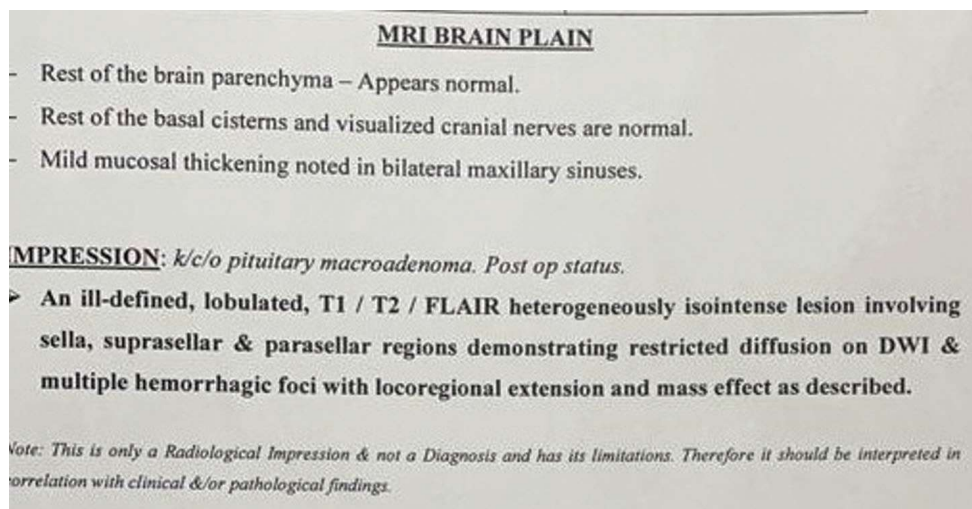 MRI BRAIN PLAIN
- Rest of the brain parenchyma – Appears normal.
- Rest of the basal cisterns and visualized cranial nerves are normal.
- Mild mucosal thickening noted in bilateral maxillary sinuses.
IMPRESSION: k/c/o pituitary macroadenoma. Post op status.
➤ An ill-defined, lobulated, T1 / T2 / FLAIR heterogeneously isointense lesion involving
sella, suprasellar & parasellar regions demonstrating restricted diffusion on DWI &
multiple hemorrhagic foci with locoregional extension and mass effect as described.
Note: This is only a Radiological Impression & not a Diagnosis and has its limitations. Therefore it should be interpreted in
correlation with clinical &/or pathological findings.